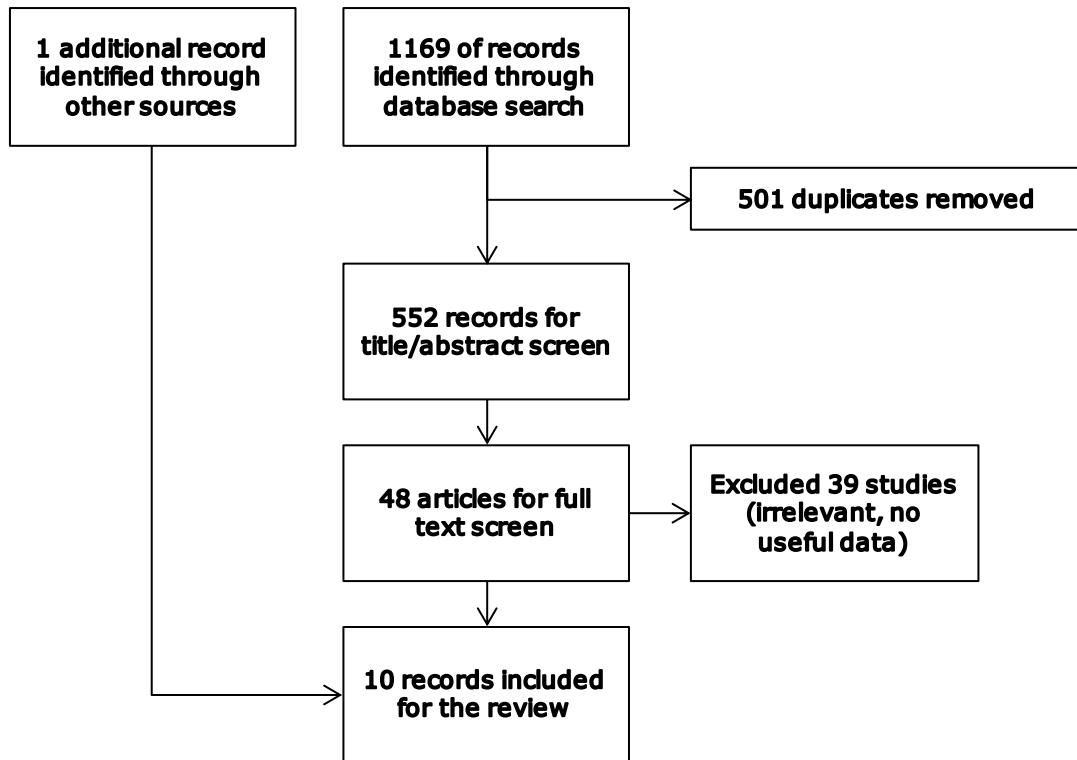 1 additional record
identified through
other sources
1169 of records
identified through
database search
501 duplicates removed
552 records for
title/abstract screen
48 articles for full
text screen
Excluded 39 studies
(irrelevant, no
useful data)
10 records included
for the review